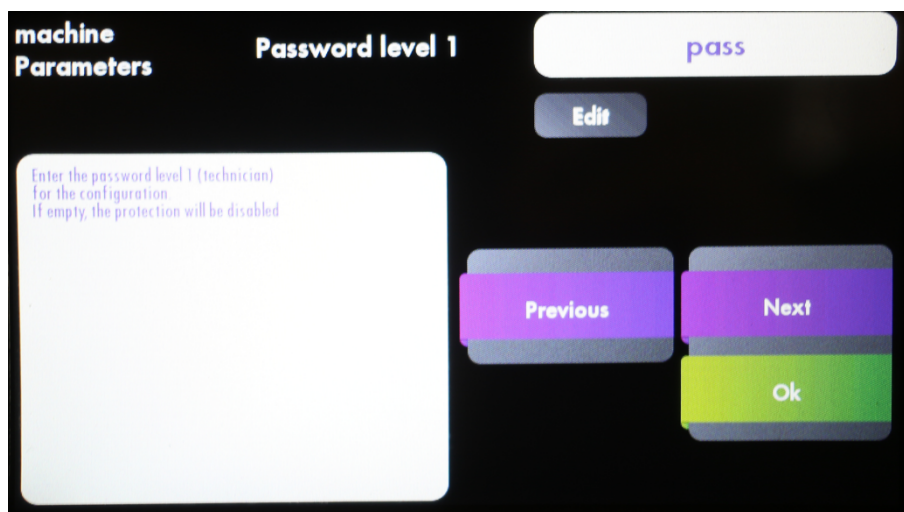 machine
Parameters
Password level 1
pass
Edit
Enter the password level 1 (technician)
for the configuration
If empty, the protection will be disabled
Previous
Next
Ok